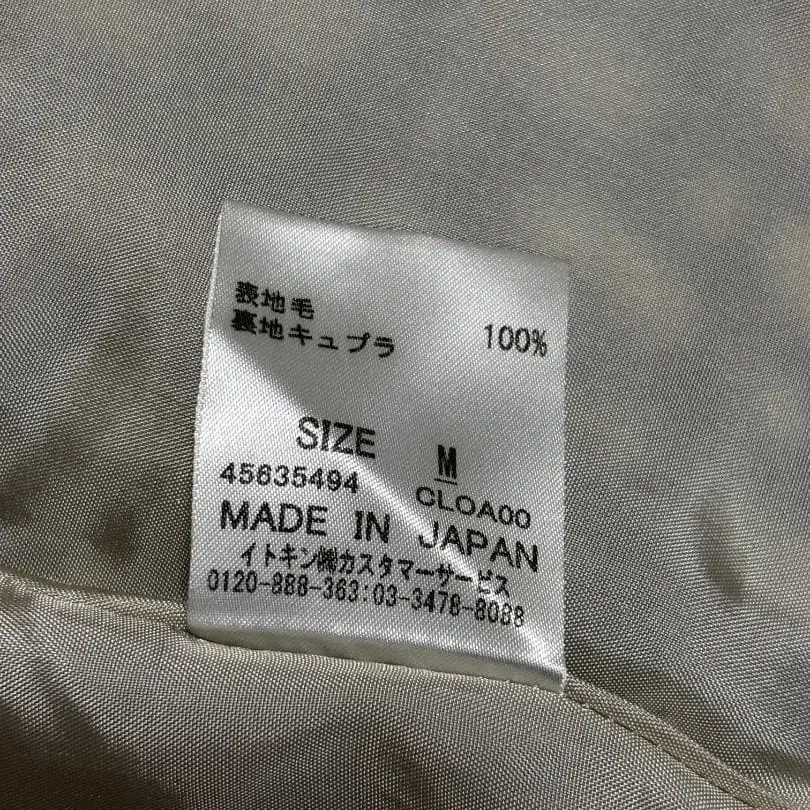 表地毛
裏地キュプラ 100%
SIZE M
45635494 CLOA00
MADE IN JAPAN
イトキン㈱カスタマーサービス
0120-888-363:03-3478-8088